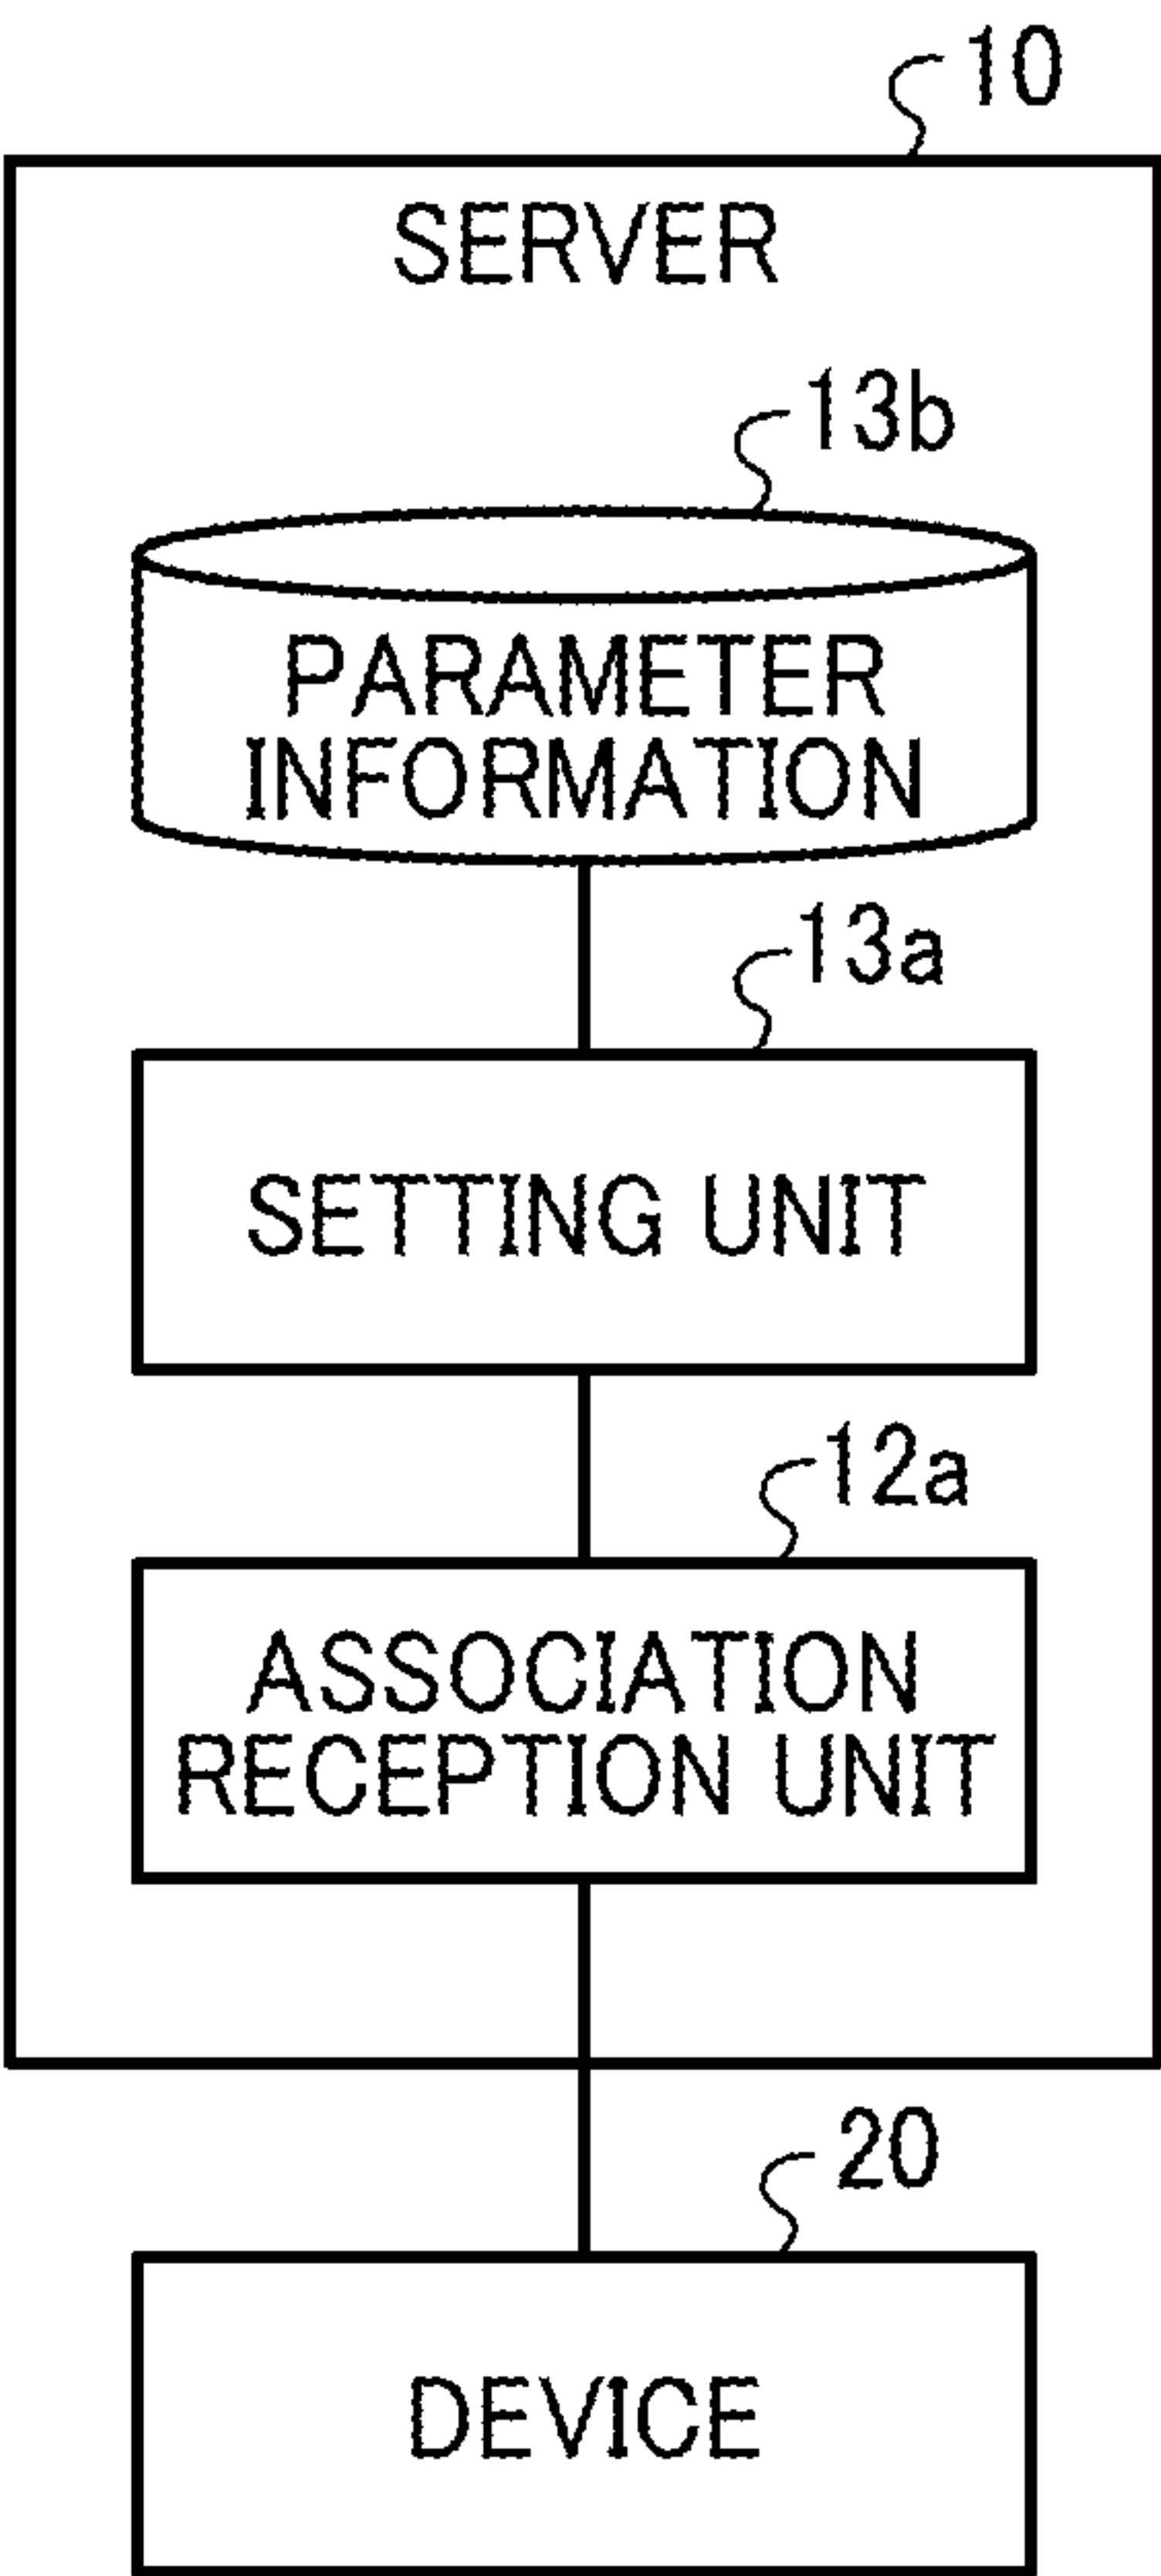 10
SERVER
13b
PARAMETER
INFORMATION
13a
SETTING UNIT
12a
ASSOCIATION
RECEPTION UNIT
20
DEVICE